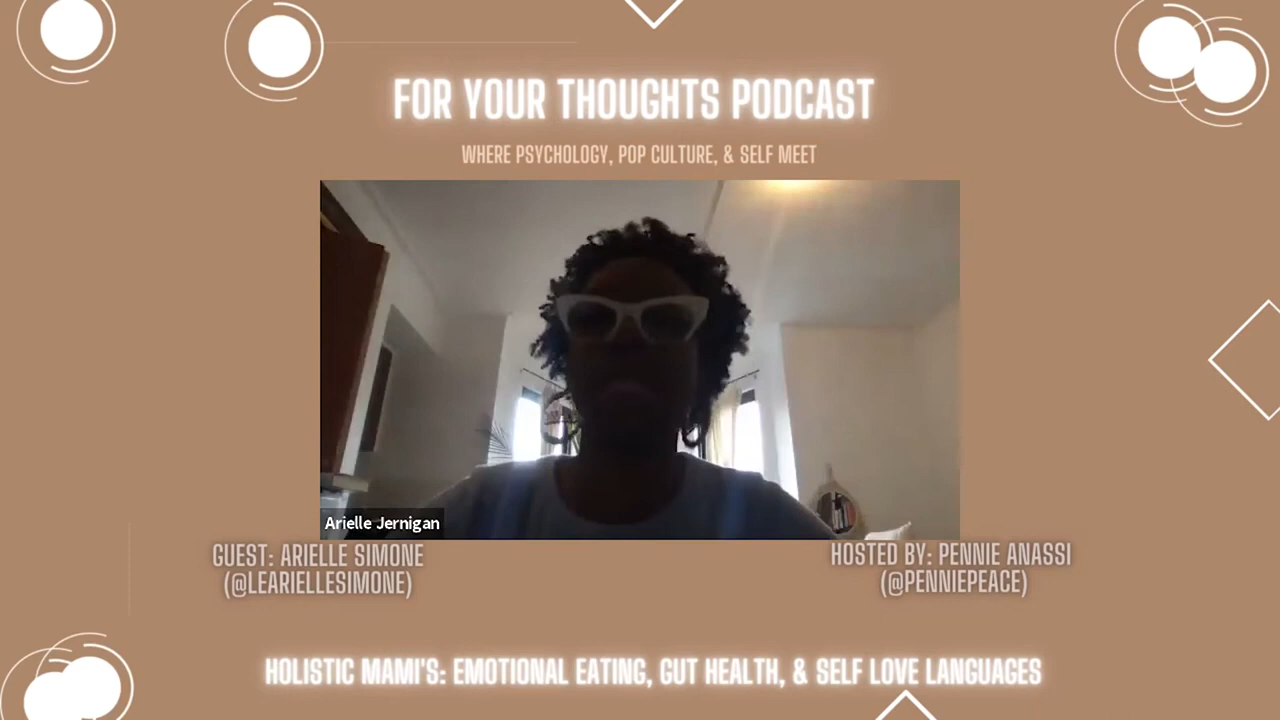 FOR YOUR THOUGHTS PODCAST
WHERE PSYCHOLOGY, POP CULTURE, & SELF MEET
Arielle Jernigan
GUEST: ARIELLE SIMONE
(@LEARIELLESIMONE)
HOSTED BY: PENNIE ANASSI
(@PENNIEPEACE)
HOLISTIC MAMI'S: EMOTIONAL EATING, GUT HEALTH, & SELF LOVE LANGUAGES